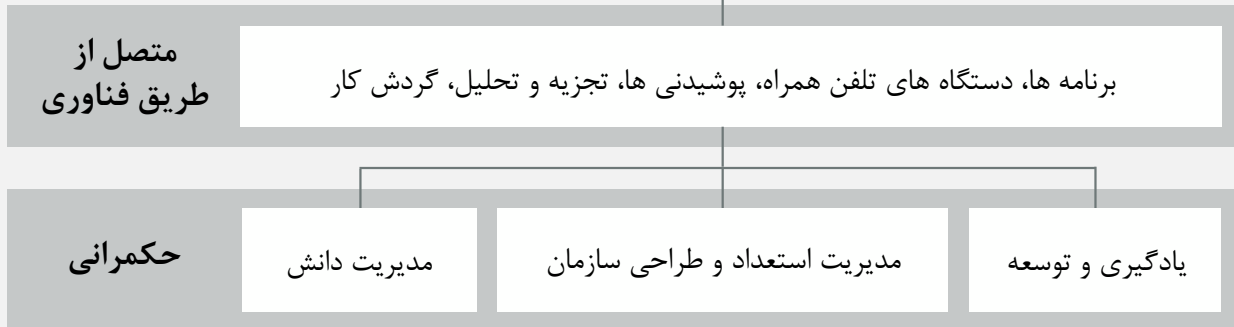 متصل از
طریق فناوری
برنامه ها، دستگاه های تلفن همراه، پوشیدنی ها، تجزیه و تحلیل، گردش کار
حکمرانی
یادگیری و توسعه
مدیریت استعداد و طراحی سازمان
مدیریت دانش